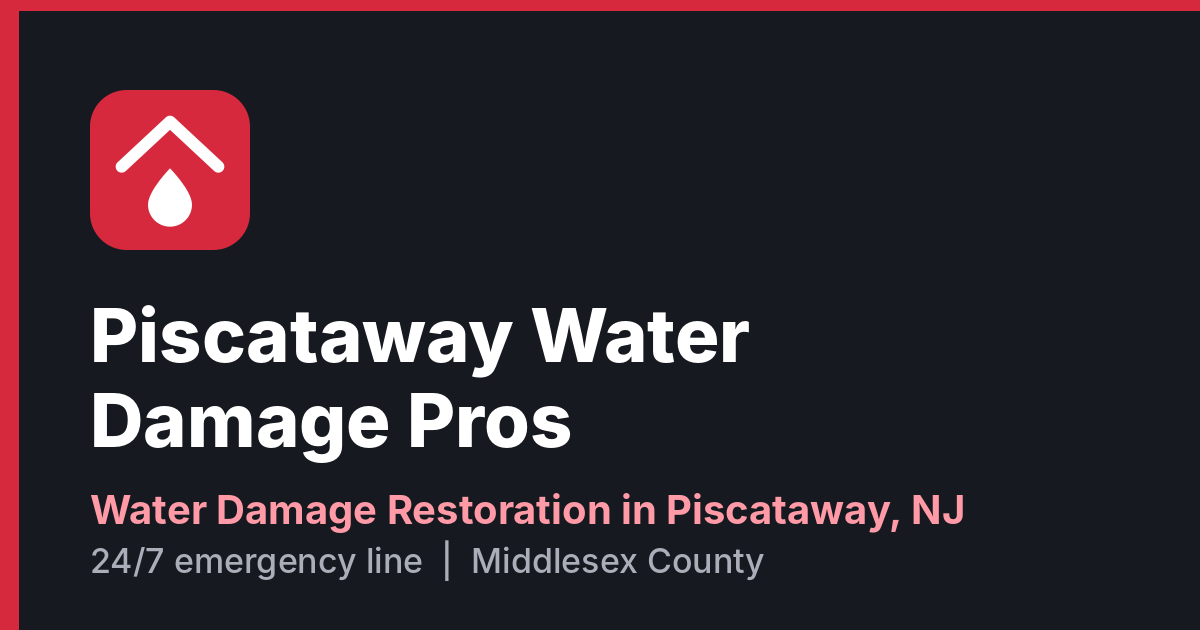 Piscataway Water
Damage Pros
Water Damage Restoration in Piscataway, NJ
24/7 emergency line | Middlesex County